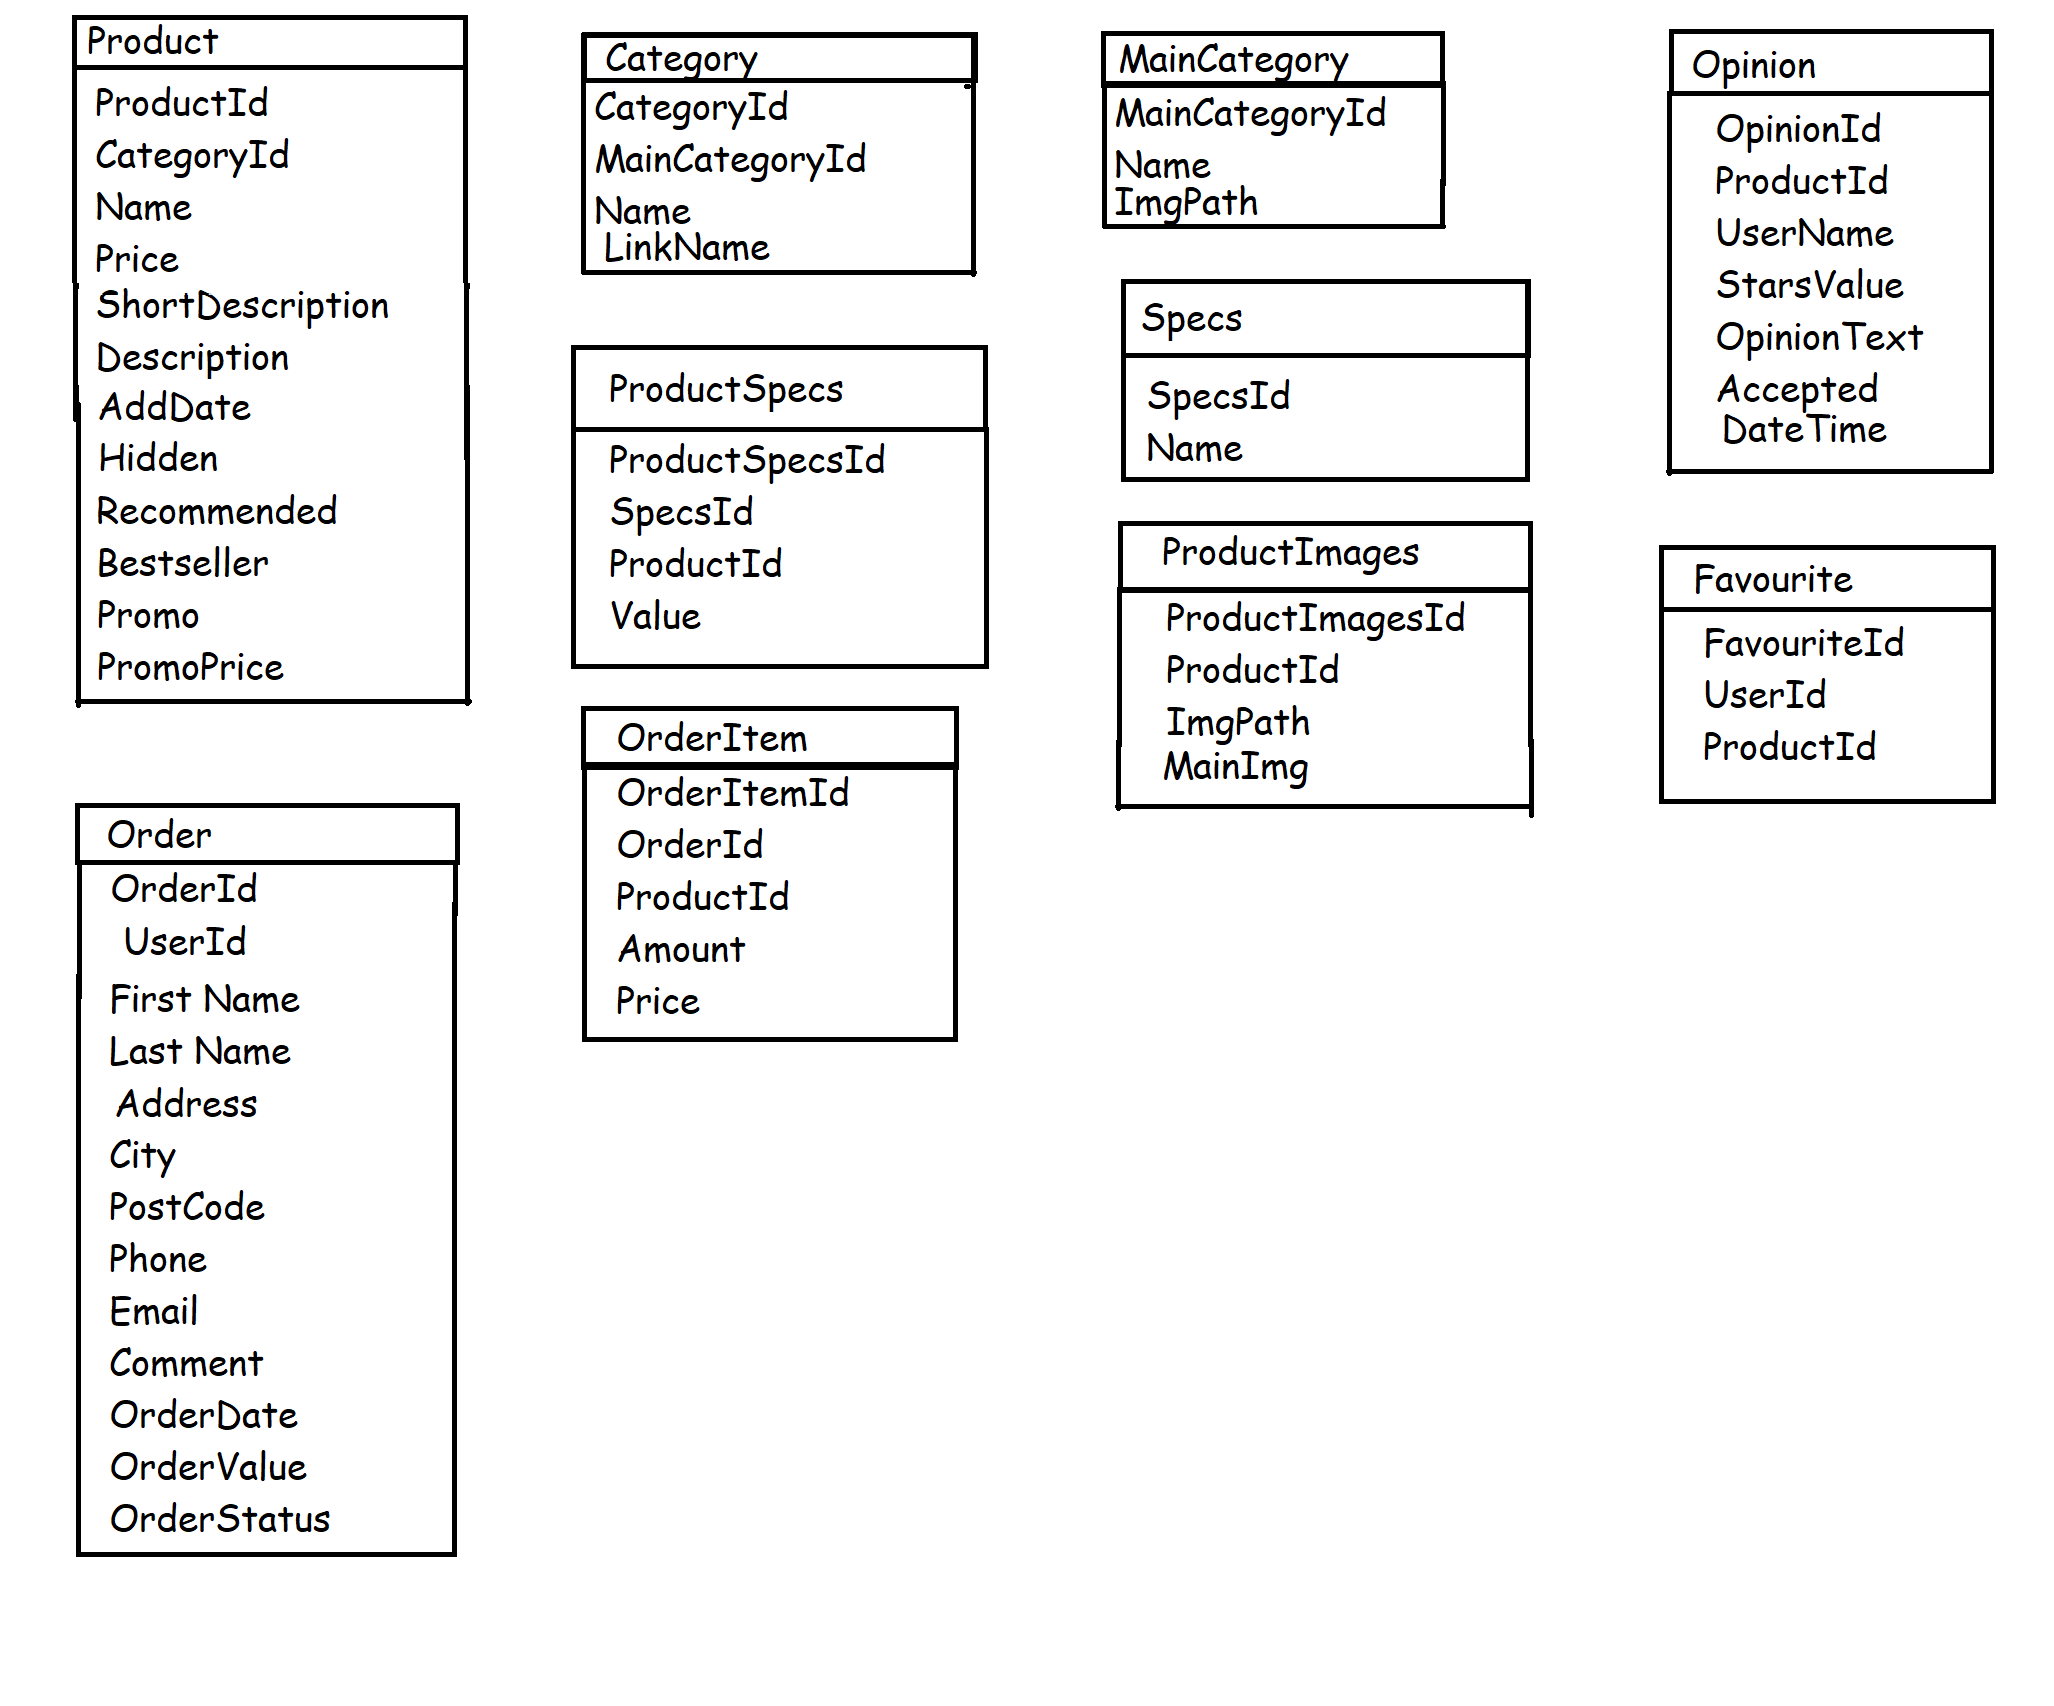 Product
ProductId
CategoryId
Name
Price
ShortDescription
Description
AddDate
Hidden
Recommended
Bestseller
Promo
PromoPrice
Category
CategoryId
MainCategoryId
Name
LinkName
MainCategory
MainCategoryId
Name
ImgPath
Opinion
OpinionId
ProductId
UserName
StarsValue
OpinionText
Accepted
DateTime
ProductSpecs
ProductSpecsId
SpecsId
ProductId
Value
Specs
SpecsId
Name
ProductImages
ProductImagesId
ProductId
ImgPath
MainImg
Favourite
FavouriteId
UserId
ProductId
Order
OrderId
UserId
First Name
Last Name
Address
City
PostCode
Phone
Email
Comment
OrderDate
OrderValue
OrderStatus
OrderItem
OrderItemId
OrderId
ProductId
Amount
Price